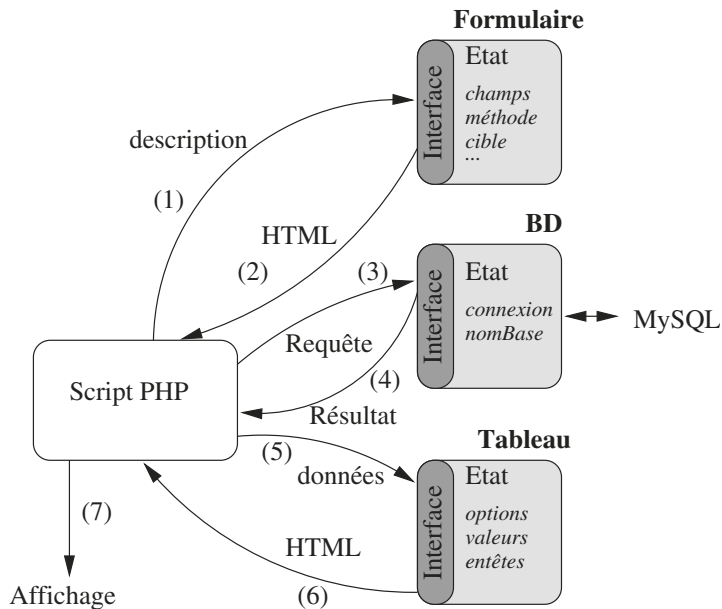 Formulaire
Interface
Etat
champs
méthode
cible
...
description
(1)
HTML
(2)
BD
Interface
Etat
connexion
nomBase
MySQL
(3)
Requête
(4)
Résultat
Script PHP
(5)
données
Tableau
Interface
Etat
options
valeurs
entêtes
HTML
(6)
(7)
Affichage